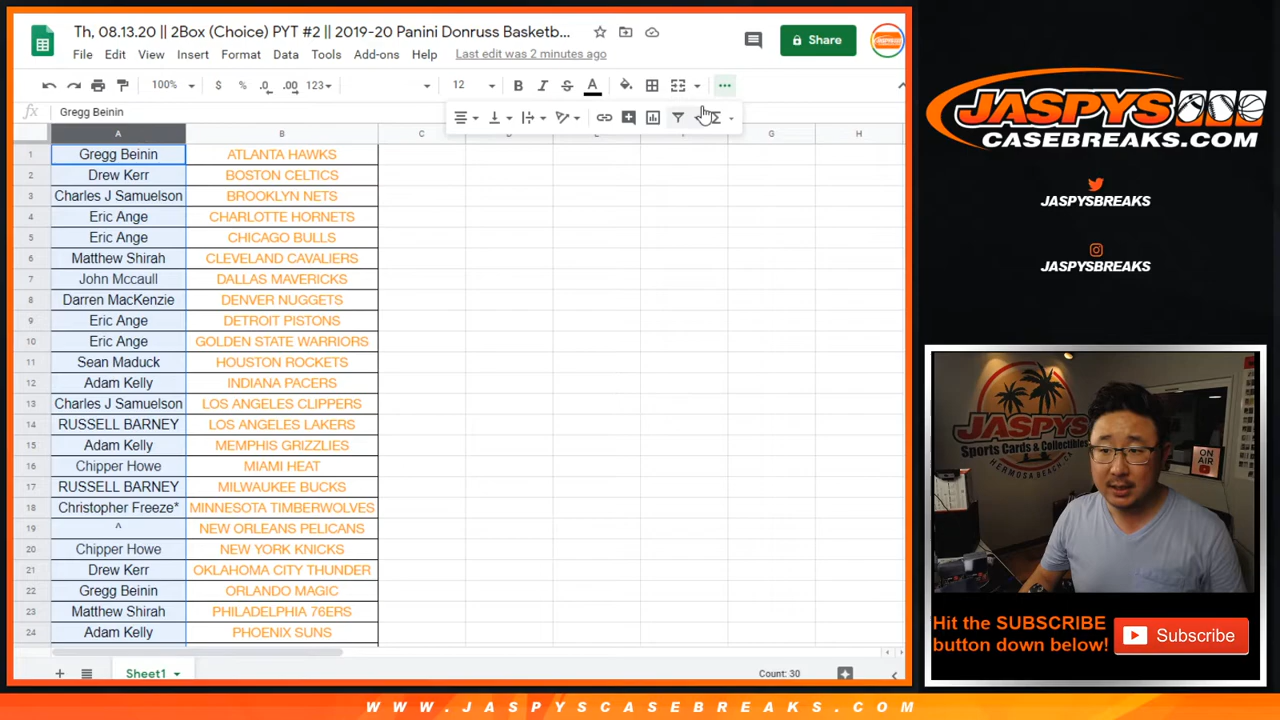 Th, 08.13.20 || 2Box (Choice) PYT #2 || 2019-20 Panini Donruss Basketb...
File Edit View Insert Format Data Tools Add-ons Help Last edit was 2 minutes ago
Share
100% $ % .0 .00 123 12 B I S A ...
fx Gregg Beinin
A B C G H
1 Gregg Beinin ATLANTA HAWKS
2 Drew Kerr BOSTON CELTICS
3 Charles J Samuelson BROOKLYN NETS
4 Eric Ange CHARLOTTE HORNETS
5 Eric Ange CHICAGO BULLS
6 Matthew Shirah CLEVELAND CAVALIERS
7 John Mccaull DALLAS MAVERICKS
8 Darren MacKenzie DENVER NUGGETS
9 Eric Ange DETROIT PISTONS
10 Eric Ange GOLDEN STATE WARRIORS
11 Sean Maduck HOUSTON ROCKETS
12 Adam Kelly INDIANA PACERS
13 Charles J Samuelson LOS ANGELES CLIPPERS
14 RUSSELL BARNEY LOS ANGELES LAKERS
15 Adam Kelly MEMPHIS GRIZZLIES
16 Chipper Howe MIAMI HEAT
17 RUSSELL BARNEY MILWAUKEE BUCKS
18 Christopher Freeze* MINNESOTA TIMBERWOLVES
19 ^ NEW ORLEANS PELICANS
20 Chipper Howe NEW YORK KNICKS
21 Drew Kerr OKLAHOMA CITY THUNDER
22 Gregg Beinin ORLANDO MAGIC
23 Matthew Shirah PHILADELPHIA 76ERS
24 Adam Kelly PHOENIX SUNS
Sheet1 Count: 30
JASPYS
CASEBREAKS.COM
JASPYSBREAKS
JASPYSBREAKS
JASPYS
Sports Cards & Collectibles
HERMOSA BEACH
ON AIR
Hit the SUBSCRIBE
button down below!
Subscribe
WWW.JASPYSCASEBREAKS.COM